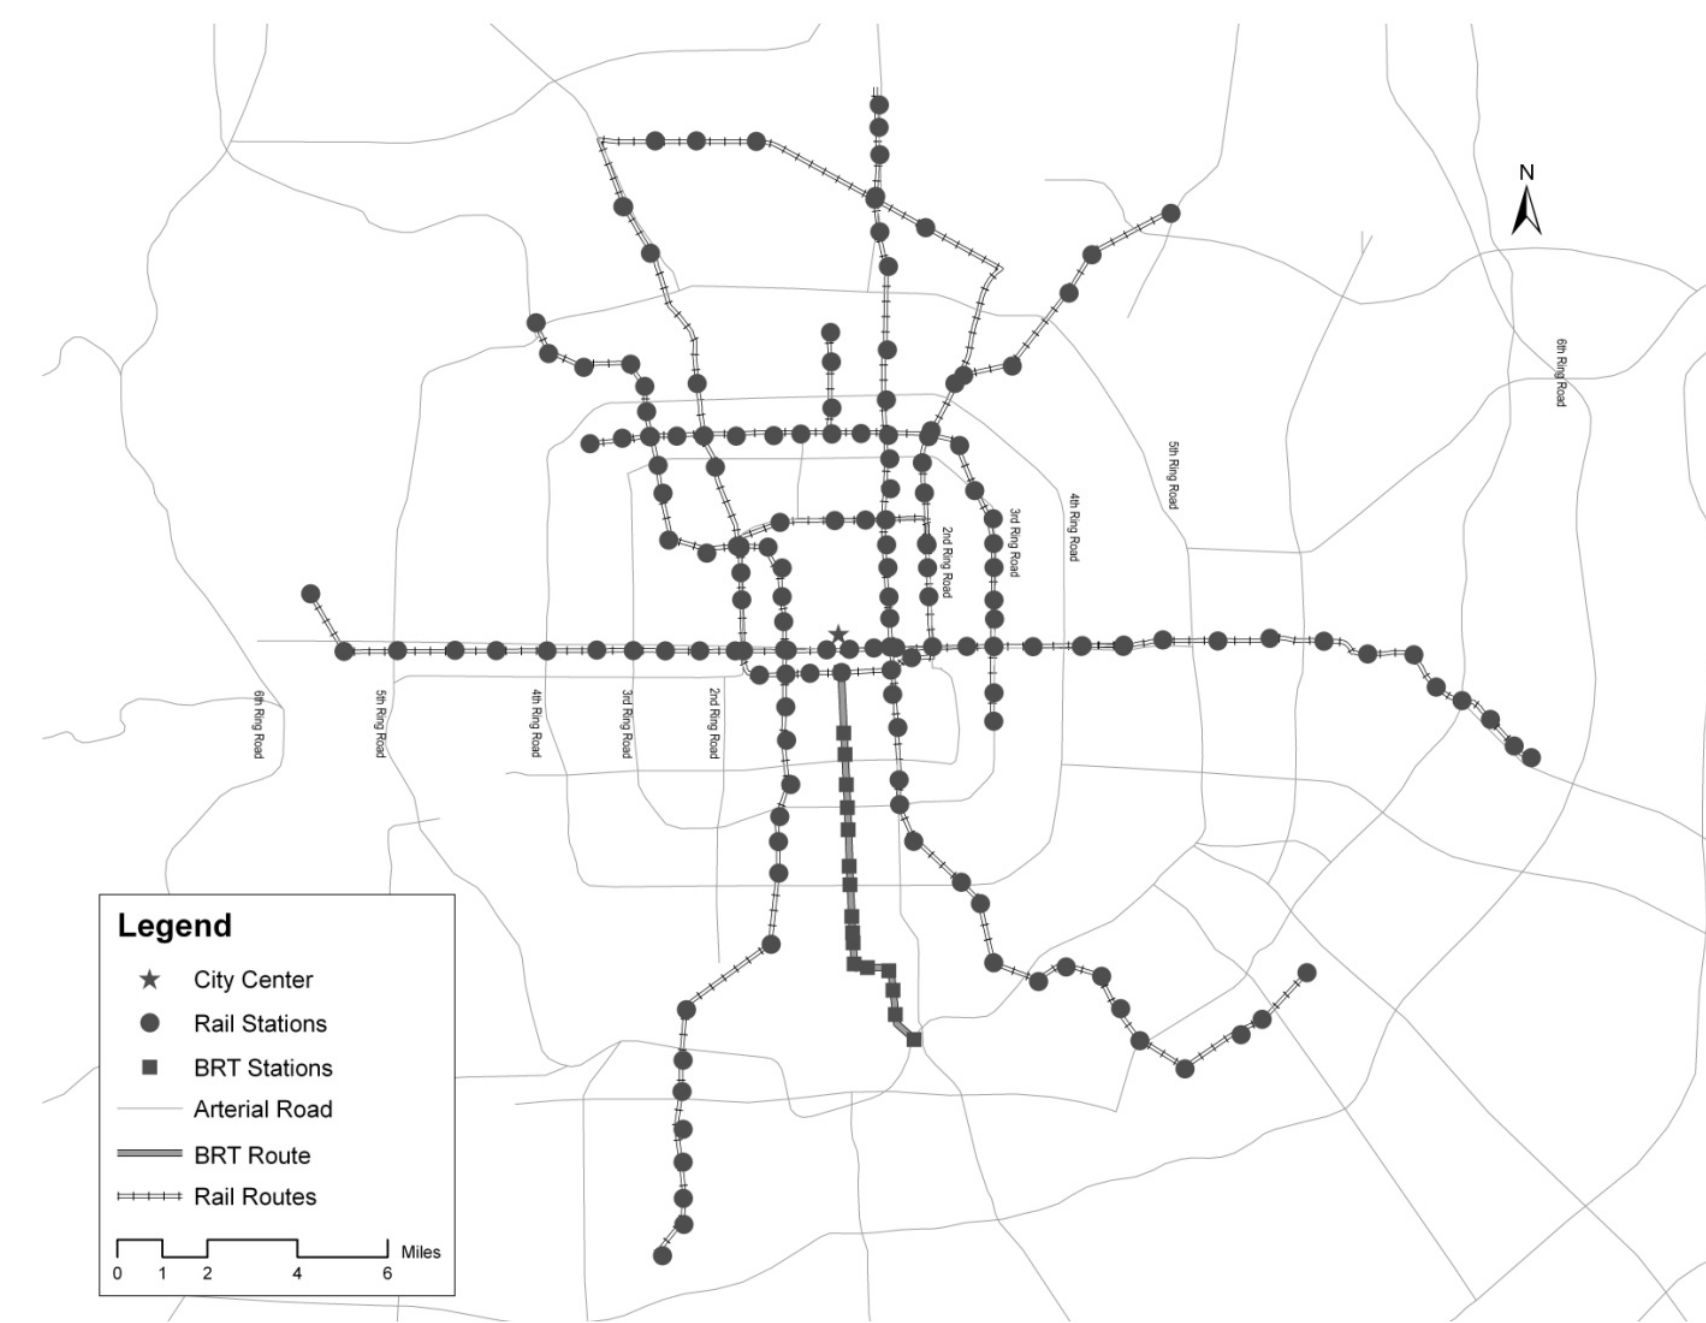 N
6th Ring Road
5th Ring Road
4th Ring Road
3rd Ring Road
2nd Ring Road
6th Ring Road
5th Ring Road
4th Ring Road
3rd Ring Road
2nd Ring Road
Legend
City Center
Rail Stations
BRT Stations
Arterial Road
BRT Route
Rail Routes
Miles
0 1 2 4 6